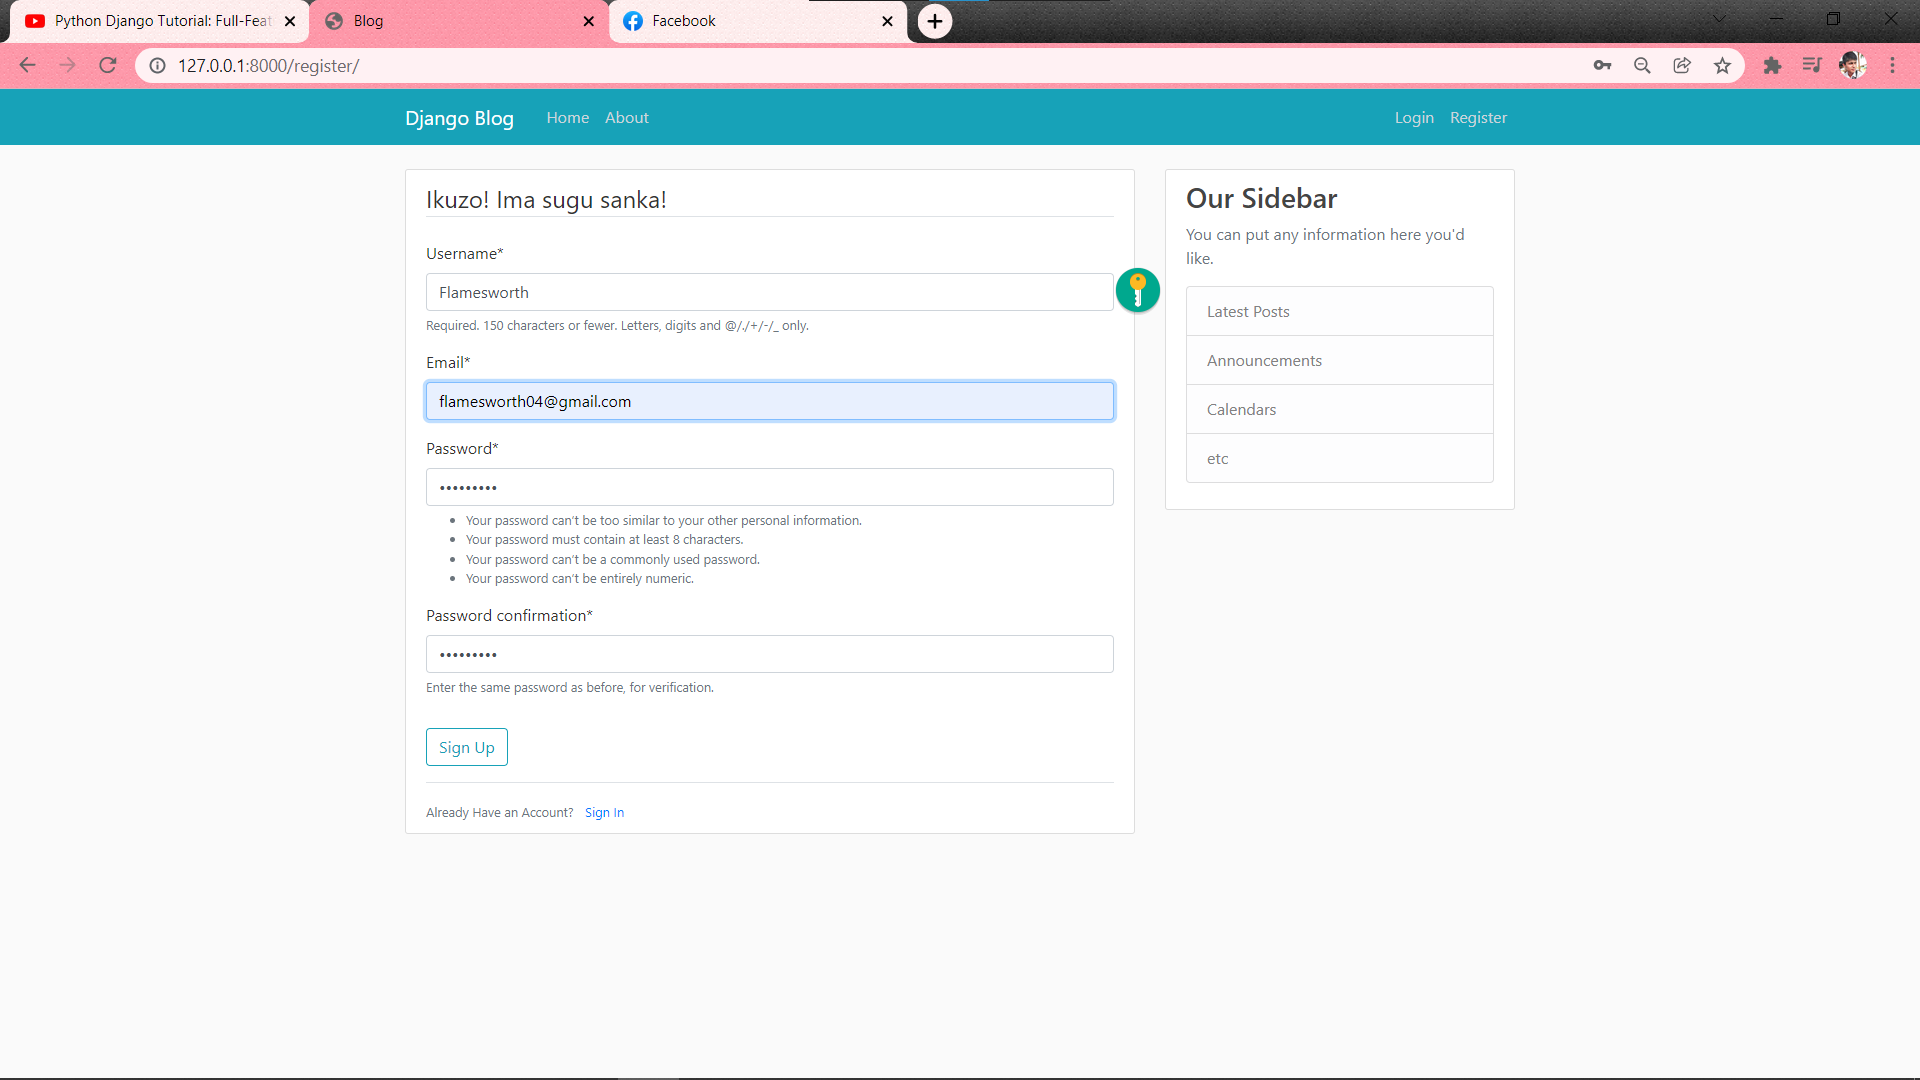 Python Django Tutorial: Full-Feat
Blog
Facebook
127.0.0.1:8000/register/
Django Blog
Home
About
Login
Register
Ikuzo! Ima sugu sanka!
Username*
Flamesworth
Required. 150 characters or fewer. Letters, digits and @/./+/-/_ only.
Email*
flamesworth04@gmail.com
Password*
•••••••••
• Your password can't be too similar to your other personal information.
• Your password must contain at least 8 characters.
• Your password can't be a commonly used password.
• Your password can't be entirely numeric.
Password confirmation*
•••••••••
Enter the same password as before, for verification.
Sign Up
Already Have an Account? Sign In
Our Sidebar
You can put any information here you'd
like.
Latest Posts
Announcements
Calendars
etc